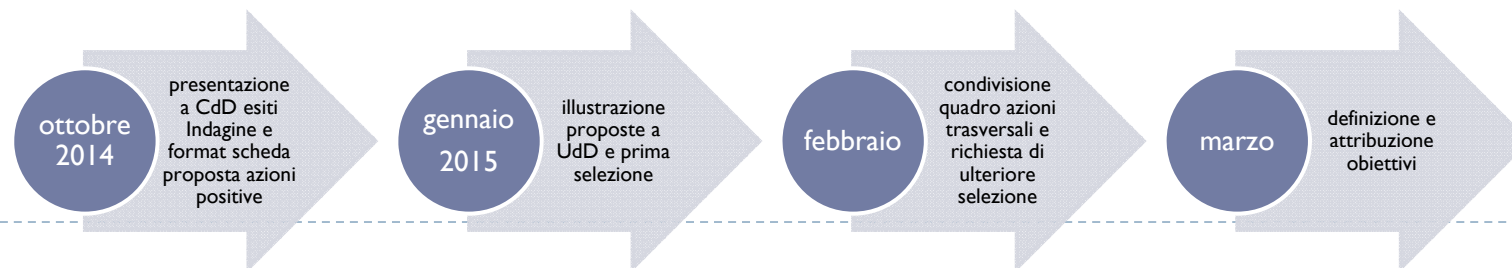 ottobre
2014
presentazione
a CdD esiti
Indagine e
format scheda
proposta azioni
positive
gennaio
2015
illustrazione
proposte a
UdD e prima
selezione
febbraio
condivisione
quadro azioni
trasversali e
richiesta di
ulteriore
selezione
marzo
definizione e
attribuzione
obiettivi